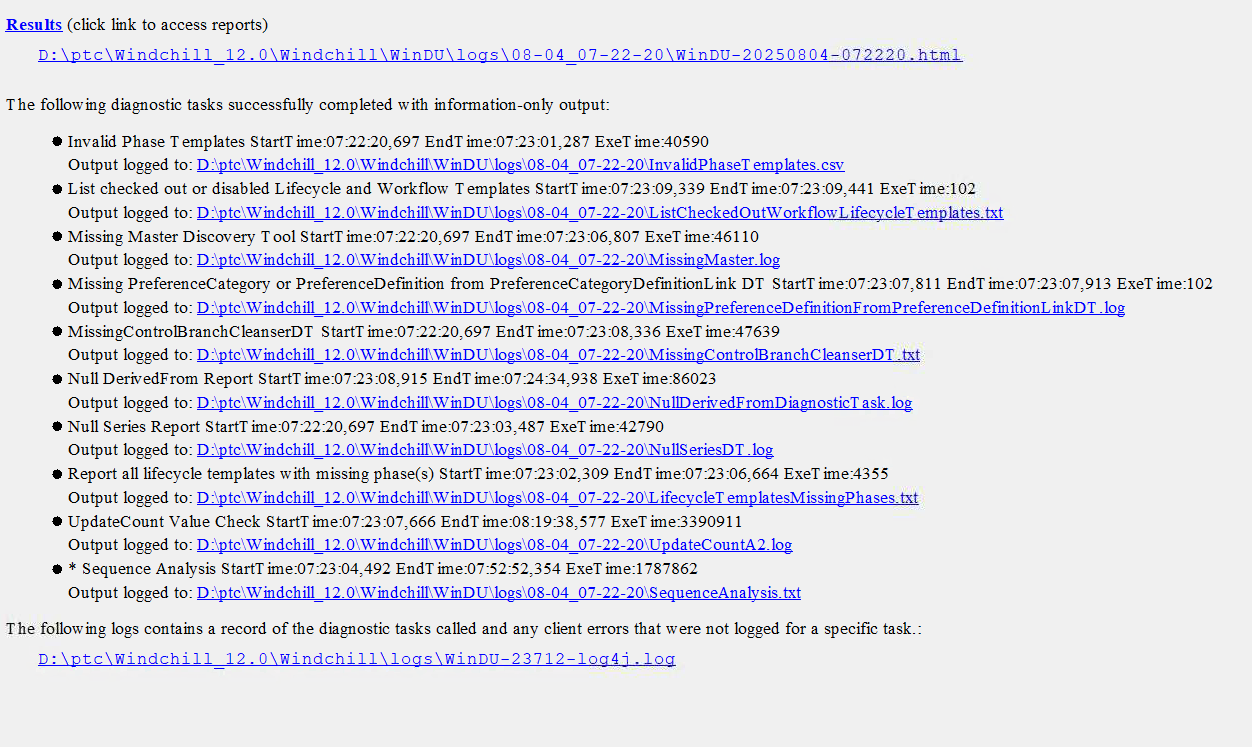 Results (click link to access reports)
D:\ptc\Windchill_12.0\Windchill\WinDU\logs\08-04_07-22-20\WinDU-20250804-072220.html
The following diagnostic tasks successfully completed with information-only output:
● Invalid Phase Templates StartTime:07:22:20,697 EndTime:07:23:01,287 ExeTime:40590
Output logged to: D:\ptc\Windchill_12.0\Windchill\WinDU\logs\08-04_07-22-20\InvalidPhaseTemplates.csv
● List checked out or disabled Lifecycle and Workflow Templates StartTime:07:23:09,339 EndTime:07:23:09,441 ExeTime:102
Output logged to: D:\ptc\Windchill_12.0\Windchill\WinDU\logs\08-04_07-22-20\ListCheckedOutWorkflowLifecycleTemplates.txt
● Missing Master Discovery Tool StartTime:07:22:20,697 EndTime:07:23:06,807 ExeTime:46110
Output logged to: D:\ptc\Windchill_12.0\Windchill\WinDU\logs\08-04_07-22-20\MissingMaster.log
● Missing PreferenceCategory or PreferenceDefinition from PreferenceCategoryDefinitionLink DT StartTime:07:23:07,811 EndTime:07:23:07,913 ExeTime:102
Output logged to: D:\ptc\Windchill_12.0\Windchill\WinDU\logs\08-04_07-22-20\MissingPreferenceDefinitionFromPreferenceDefinitionLinkDT.log
● MissingControlBranchCleanserDT StartTime:07:22:20,697 EndTime:07:23:08,336 ExeTime:47639
Output logged to: D:\ptc\Windchill_12.0\Windchill\WinDU\logs\08-04_07-22-20\MissingControlBranchCleanserDT.txt
● Null DerivedFrom Report StartTime:07:23:08,915 EndTime:07:24:34,938 ExeTime:86023
Output logged to: D:\ptc\Windchill_12.0\Windchill\WinDU\logs\08-04_07-22-20\NullDerivedFromDiagnosticTask.log
● Null Series Report StartTime:07:22:20,697 EndTime:07:23:03,487 ExeTime:42790
Output logged to: D:\ptc\Windchill_12.0\Windchill\WinDU\logs\08-04_07-22-20\NullSeriesDT.log
● Report all lifecycle templates with missing phase(s) StartTime:07:23:02,309 EndTime:07:23:06,664 ExeTime:4355
Output logged to: D:\ptc\Windchill_12.0\Windchill\WinDU\logs\08-04_07-22-20\LifecycleTemplatesMissingPhases.txt
● UpdateCount Value Check StartTime:07:23:07,666 EndTime:08:19:38,577 ExeTime:3390911
Output logged to: D:\ptc\Windchill_12.0\Windchill\WinDU\logs\08-04_07-22-20\UpdateCountA2.log
● * Sequence Analysis StartTime:07:23:04,492 EndTime:07:52:52,354 ExeTime:1787862
Output logged to: D:\ptc\Windchill_12.0\Windchill\WinDU\logs\08-04_07-22-20\SequenceAnalysis.txt
The following logs contains a record of the diagnostic tasks called and any client errors that were not logged for a specific task.:
D:\ptc\Windchill_12.0\Windchill\logs\WinDU-23712-log4j.log